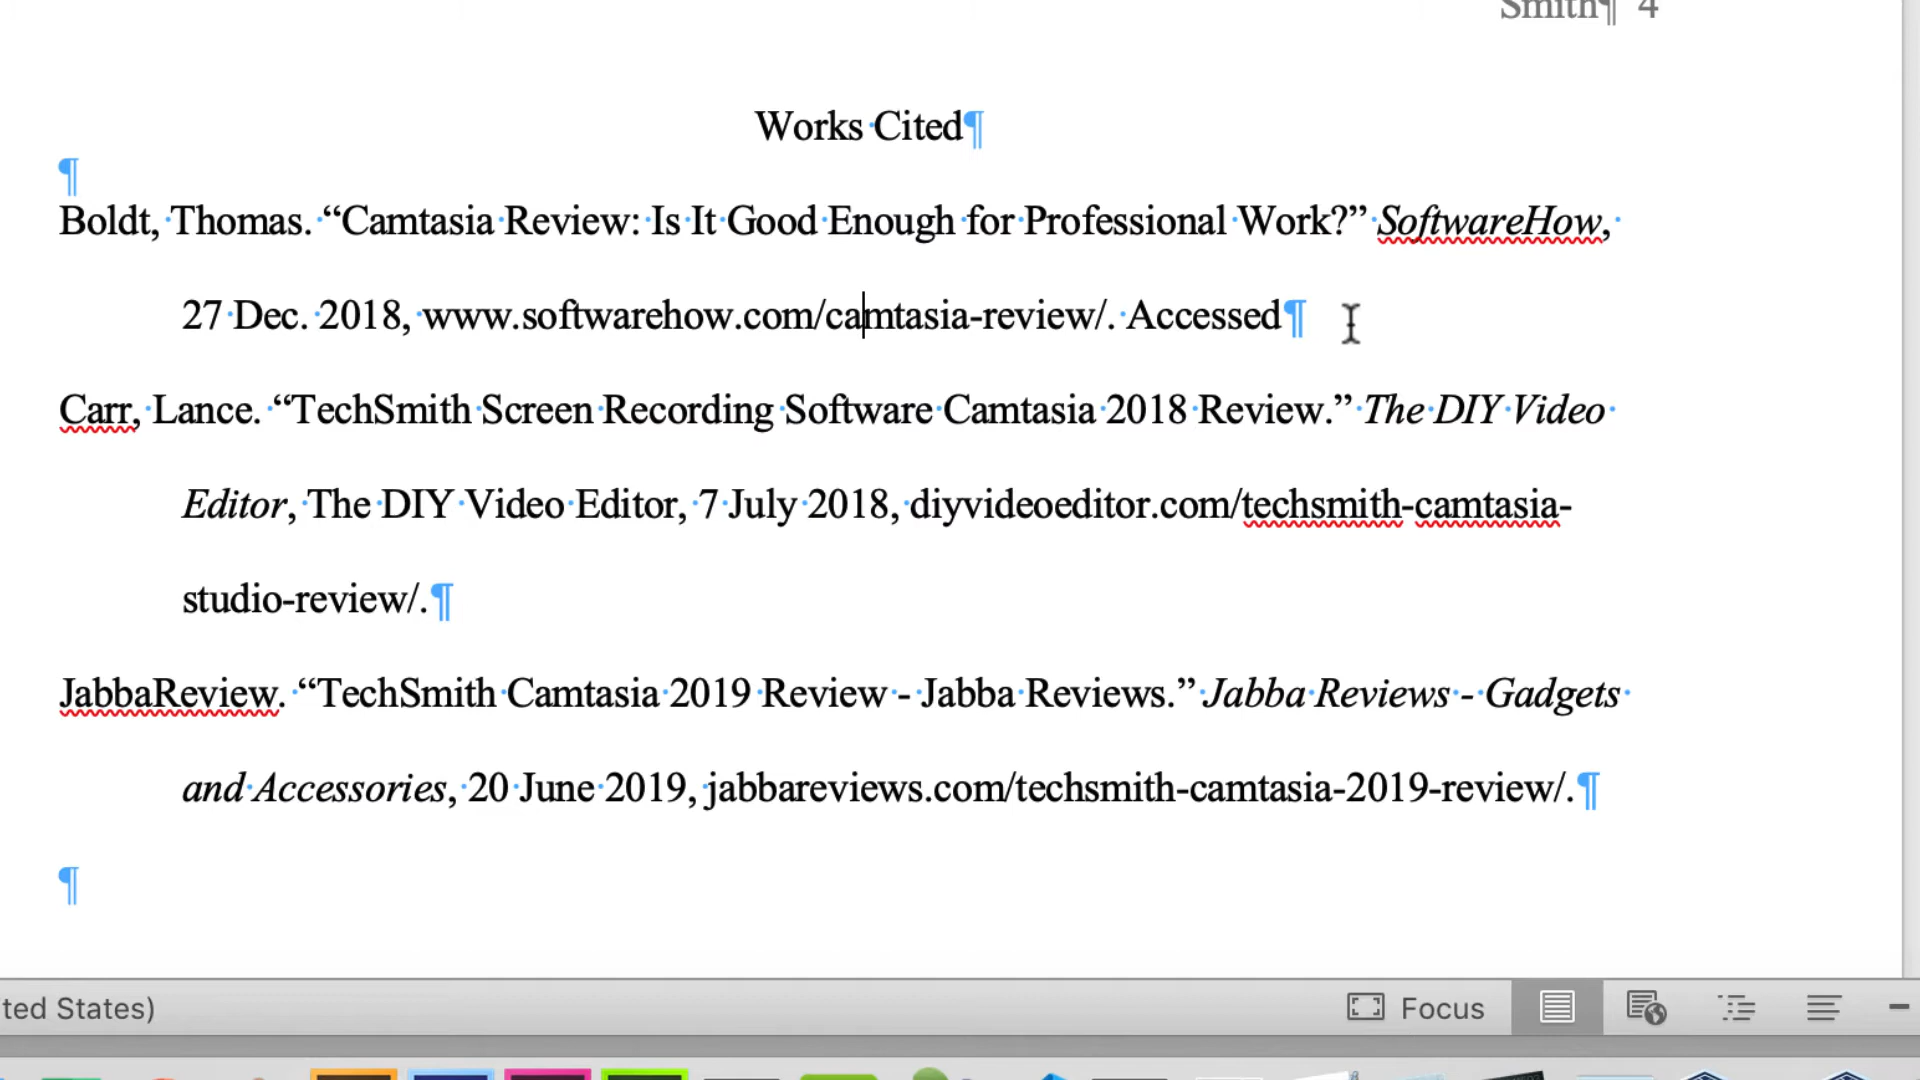 Smith¶ 4
Works Cited¶
¶
Boldt, Thomas. “Camtasia Review: Is It Good Enough for Professional Work?” SoftwareHow,
27 Dec. 2018, www.softwarehow.com/camtasia-review/. Accessed¶
Carr, Lance. “TechSmith Screen Recording Software Camtasia 2018 Review.” The DIY Video
Editor, The DIY Video Editor, 7 July 2018, diyvideoeditor.com/techsmith-camtasia-
studio-review/.¶
JabbaReview. “TechSmith Camtasia 2019 Review - Jabba Reviews.” Jabba Reviews - Gadgets
and Accessories, 20 June 2019, jabbareviews.com/techsmith-camtasia-2019-review/.¶
¶
ted States)
Focus